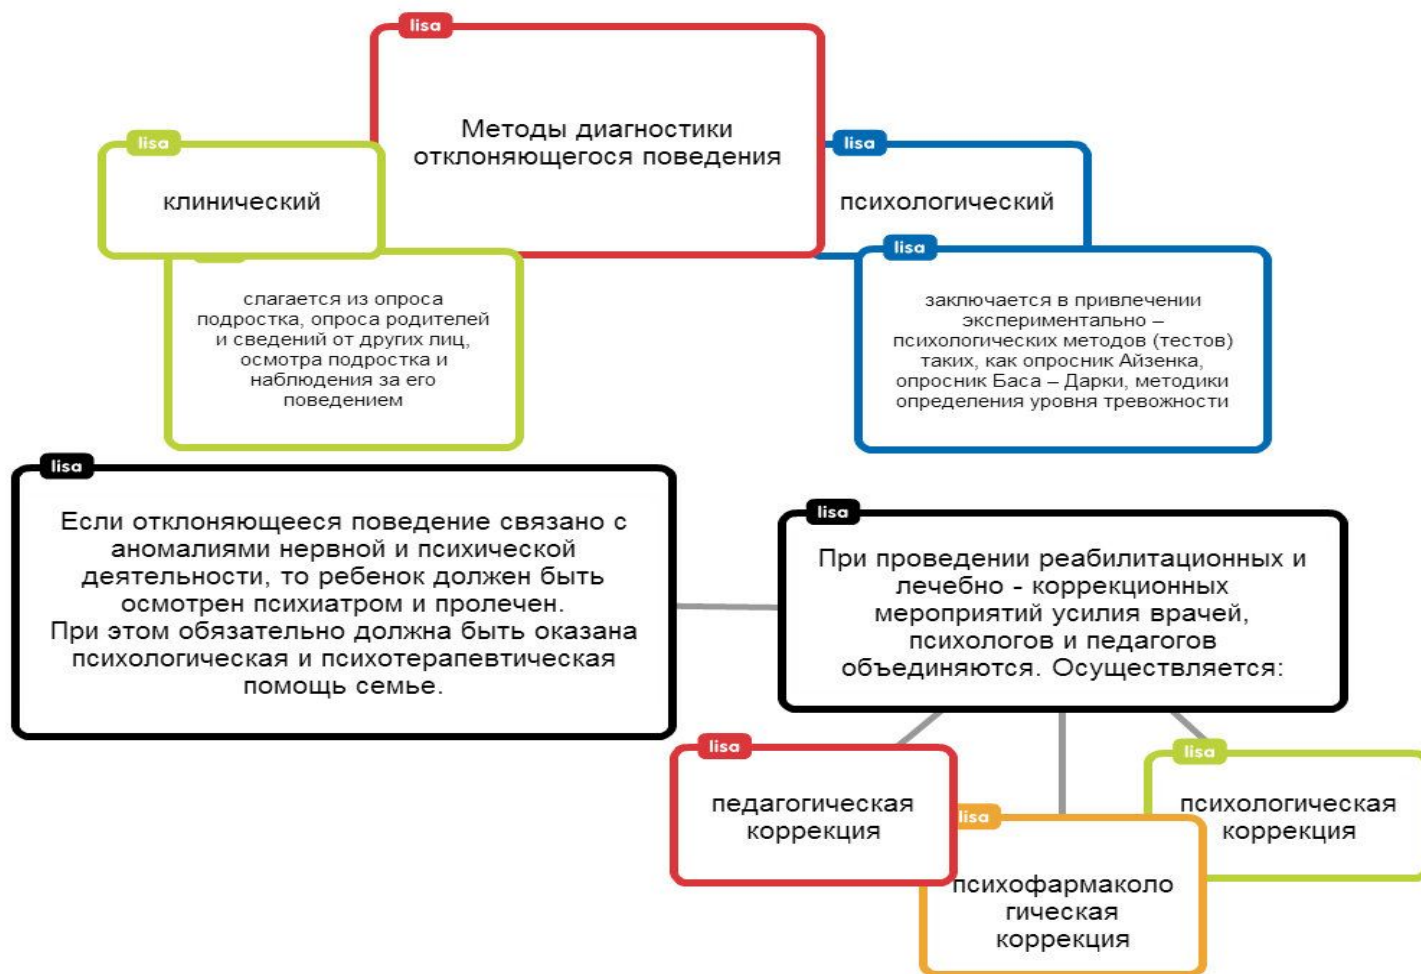 lisa
Методы диагностики
отклоняющегося поведения
lisa
клинический
lisa
психологический
слагается из опроса
подростка, опроса родителей
и сведений от других лиц,
осмотра подростка и
наблюдения за его
поведением
lisa
заключается в привлечении
экспериментально –
психологических методов (тестов)
таких, как опросник Айзенка,
опросник Баса – Дарки, методики
определения уровня тревожности
lisa
Если отклоняющееся поведение связано с
аномалиями нервной и психической
деятельности, то ребенок должен быть
осмотрен психиатром и пролечен.
При этом обязательно должна быть оказана
психологическая и психотерапевтическая
помощь семье.
lisa
При проведении реабилитационных и
лечебно - коррекционных
мероприятий усилия врачей,
психологов и педагогов
объединяются. Осуществляется:
lisa
педагогическая
коррекция
lisa
психофармаколо
гическая
коррекция
lisa
психологическая
коррекция